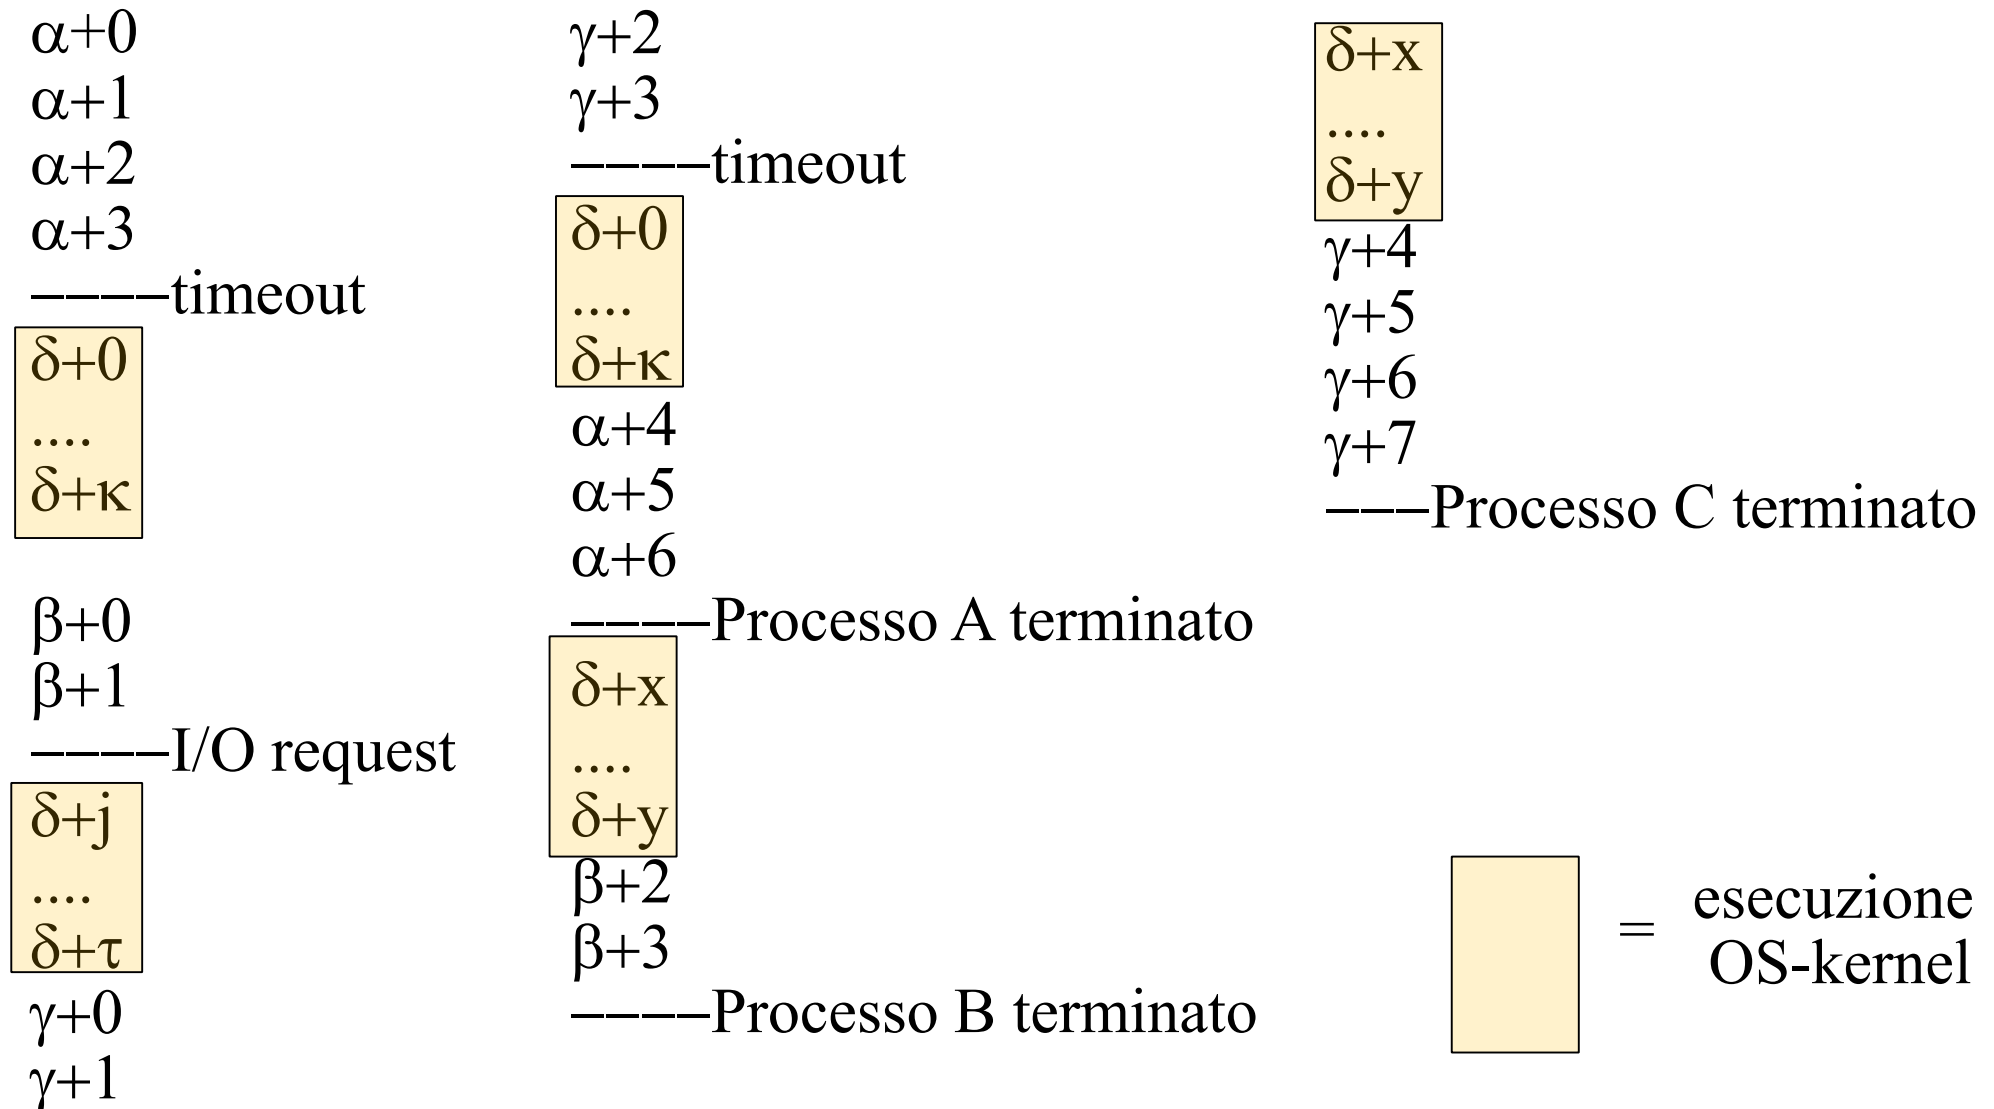 α+0
α+1
α+2
α+3
––––timeout
δ+0
....
δ+κ
β+0
β+1
––––I/O request
δ+j
....
δ+τ
γ+0
γ+1
γ+2
γ+3
––––timeout
δ+0
....
δ+κ
α+4
α+5
α+6
––––Processo A terminato
δ+x
....
δ+y
β+2
β+3
––––Processo B terminato
δ+x
....
δ+y
γ+4
γ+5
γ+6
γ+7
–––Processo C terminato
= esecuzione
OS-kernel